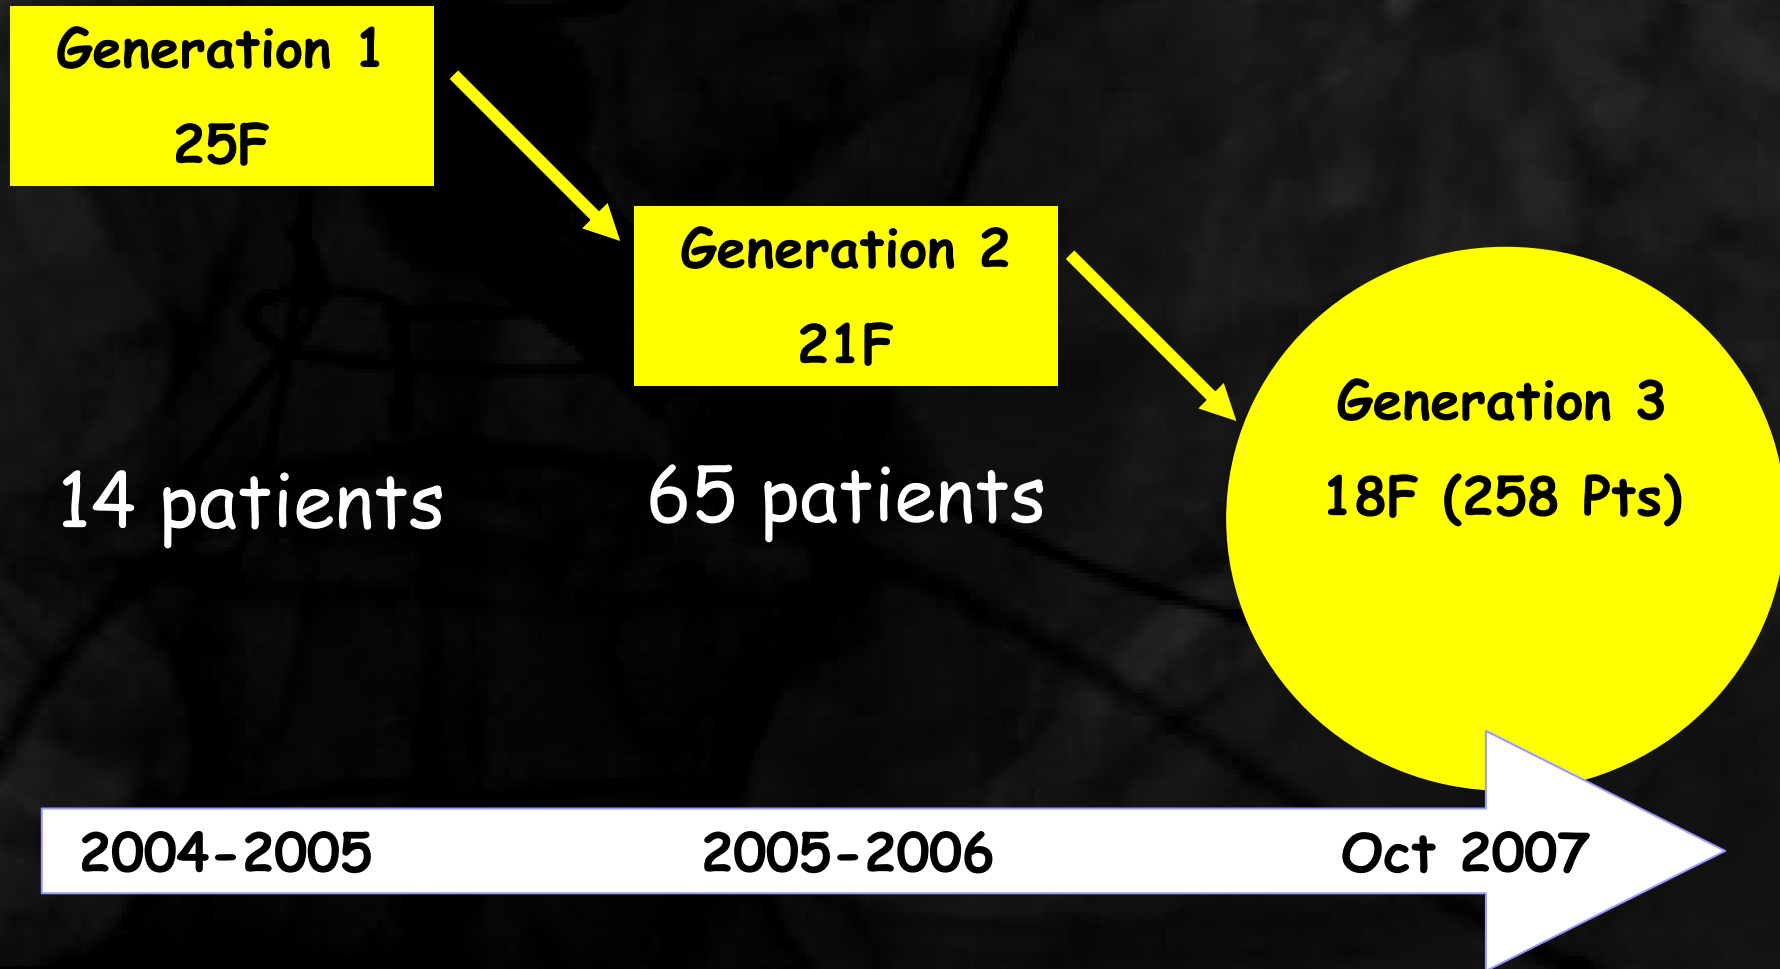 Generation 1
25F
Generation 2
21F
Generation 3
18F (258 Pts)
14 patients
65 patients
2004-2005
2005-2006
Oct 2007